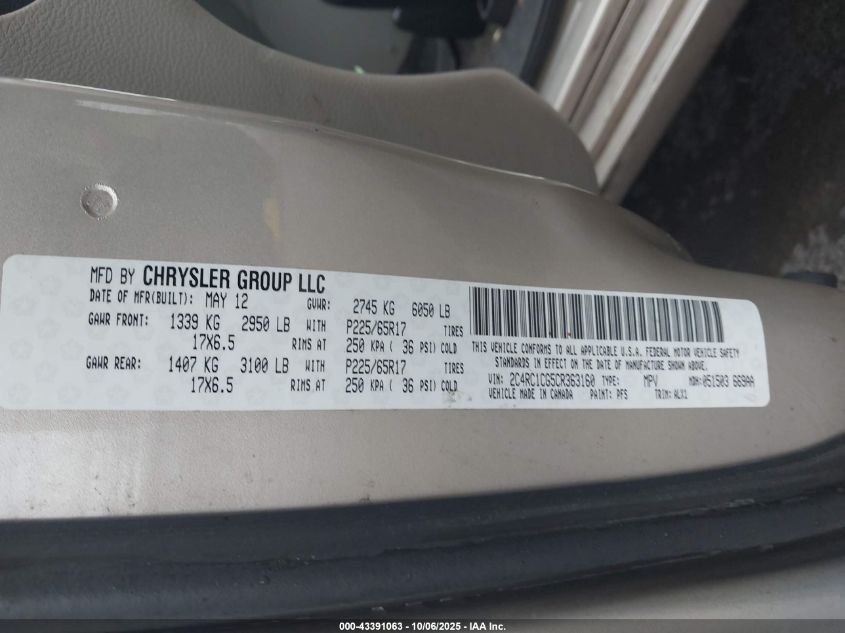 MFD BY CHRYSLER GROUP LLC
DATE OF MFR(BUILT): MAY 12 GVWR: 2745 KG 6050 LB
GAWR FRONT: 1339 KG 2950 LB WITH P225/65R17 TIRES
17X6.5 RIMS AT 250 KPA ( 36 PSI) COLD
GAWR REAR: 1407 KG 3100 LB WITH P225/65R17 TIRES
17X6.5 RIMS AT 250 KPA ( 36 PSI) COLD
THIS VEHICLE CONFORMS TO ALL APPLICABLE U.S.A. FEDERAL MOTOR VEHICLE SAFETY
STANDARDS IN EFFECT ON THE DATE OF MANUFACTURE SHOWN ABOVE.
VIN: 2C4RC1CG5CR363160 TYPE: MPV MDH: 051503 669AA
VEHICLE MADE IN CANADA PAINT: PFS TRIM: ALX1
000-43391063 - 10/06/2025 - IAA Inc.